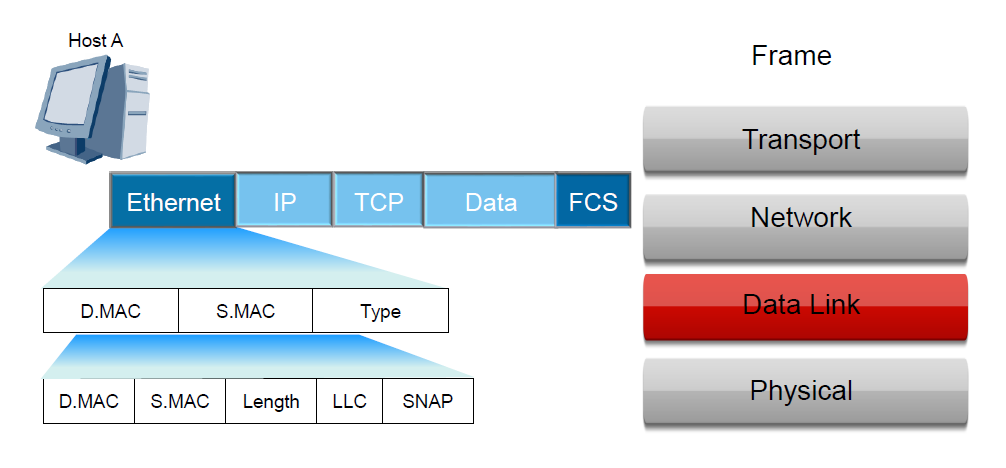 Host A
Frame
Transport
Ethernet IP TCP Data FCS
Network
D.MAC S.MAC Type
Data Link
D.MAC S.MAC Length LLC SNAP
Physical